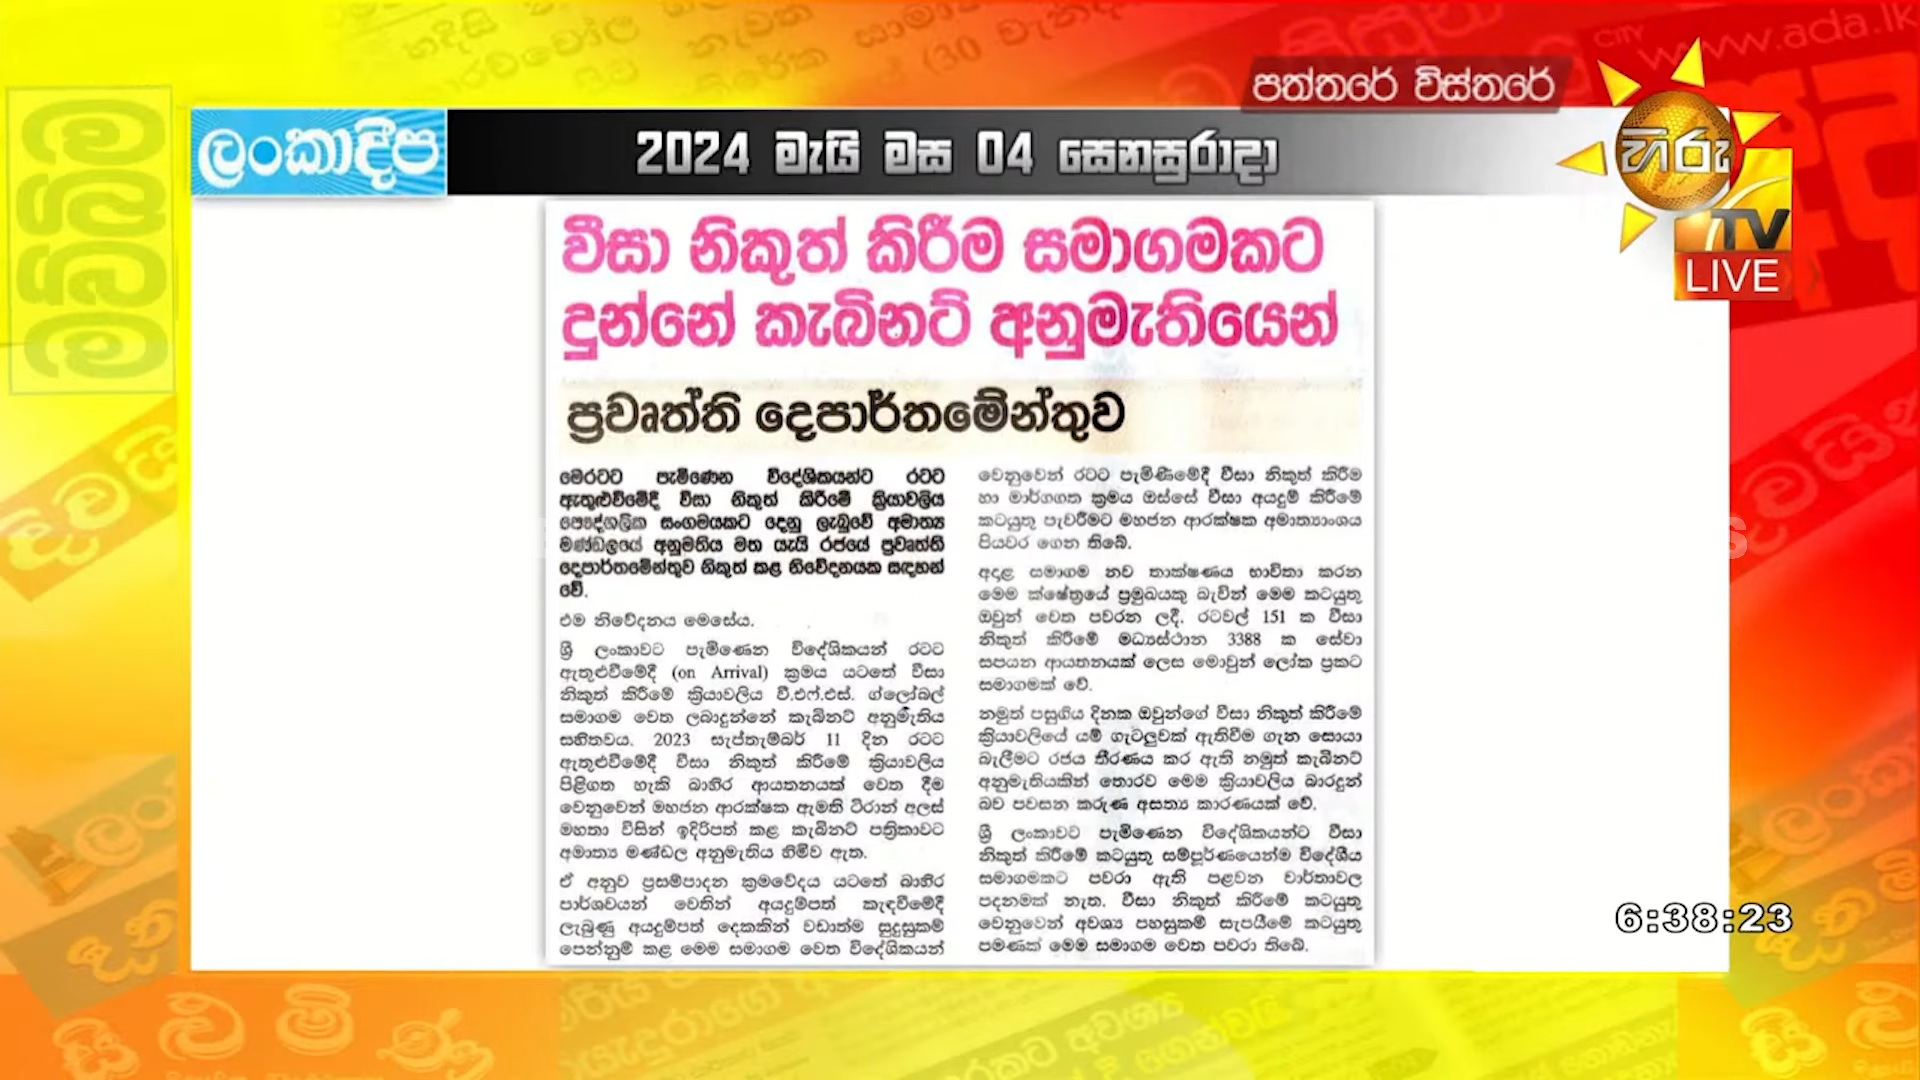 පත්තරේ විස්තරේ
හිරු
TV
LIVE
ලංකාදීප
2024 මැයි මස 04 සෙනසුරාදා
වීසා නිකුත් කිරීම සමාගමකට
දුන්නේ කැබිනට් අනුමැතියෙන්
ප්‍රවෘත්ති දෙපාර්තමේන්තුව
මෙරටට පැමිණෙන විදේශිකයන්ට රටට
ඇතුළුවීමේදී වීසා නිකුත් කිරීමේ ක්‍රියාවලිය
පෞද්ගලික සංගමයකට දෙනු ලැබුවේ අමාත්‍ය
මණ්ඩලයේ අනුමතිය මත යැයි රජයේ ප්‍රවෘත්ති
දෙපාර්තමේන්තුව නිකුත් කළ නිවේදනයක සඳහන්
වේ.
එම නිවේදනය මෙසේය.
ශ්‍රී ලංකාවට පැමිණෙන විදේශිකයන් රටට
ඇතුළුවීමේදී (on Arrival) ක්‍රමය යටතේ වීසා
නිකුත් කිරීමේ ක්‍රියාවලිය වී.එෆ්.එස්. ග්ලෝබල්
සමාගම වෙත ලබාදුන්නේ කැබිනට් අනුමැතිය
සහිතවය. 2023 සැප්තැම්බර් 11 දින රටට
ඇතුළුවීමේදී වීසා නිකුත් කිරීමේ ක්‍රියාවලිය
පිළිගත හැකි බාහිර ආයතනයක් වෙත දීම
වෙනුවෙන් මහජන ආරක්ෂක ඇමති ටිරාන් අලස්
මහතා විසින් ඉදිරිපත් කළ කැබිනට් පත්‍රිකාවට
අමාත්‍ය මණ්ඩල අනුමැතිය හිමිව ඇත.
ඒ අනුව ප්‍රසම්පාදන ක්‍රමවේදය යටතේ බාහිර
පාර්ශවයන් වෙතින් අයදුම්පත් කැඳවීමේදී
ලැබුණු අයදුම්පත් දෙකකින් වඩාත්ම සුදුසුකම්
පෙන්නුම් කළ මෙම සමාගම වෙත විදේශිකයන්
වෙනුවෙන් රටට පැමිණීමේදී වීසා නිකුත් කිරීම
හා මාර්ගගත ක්‍රමය ඔස්සේ වීසා අයදුම් කිරීමේ
කටයුතු පැවරීමට මහජන ආරක්ෂක අමාත්‍යාංශය
පියවර ගෙන තිබේ.
අදාළ සමාගම නව තාක්ෂණය භාවිතා කරන
මෙම ක්ෂේත්‍රයේ ප්‍රමුඛයකු බැවින් මෙම කටයුතු
ඔවුන් වෙත පවරන ලදී. රටවල් 151 ක වීසා
නිකුත් කිරීමේ මධ්‍යස්ථාන 3388 ක සේවා
සපයන ආයතනයක් ලෙස මොවුන් ලෝක ප්‍රකට
සමාගමක් වේ.
නමුත් පසුගිය දිනක ඔවුන්ගේ වීසා නිකුත් කිරීමේ
ක්‍රියාවලියේ යම් ගැටලුවක් ඇතිවීම ගැන සොයා
බැලීමට රජය තීරණය කර ඇති නමුත් කැබිනට්
අනුමැතියකින් තොරව මෙම ක්‍රියාවලිය බාරදුන්
බව පවසන කරුණ අසත්‍ය කාරණයක් වේ.
ශ්‍රී ලංකාවට පැමිණෙන විදේශිකයන්ට වීසා
නිකුත් කිරීමේ කටයුතු සම්පූර්ණයෙන්ම විදේශීය
සමාගමකට පවරා ඇති පළවන වාර්තාවල
පදනමක් නැත. වීසා නිකුත් කිරීමේ කටයුතු
වෙනුවෙන් අවශ්‍ය පහසුකම් සැපයීමේ කටයුතු
පමණක් මෙම සමාගම වෙත පවරා තිබේ.
6:38:23